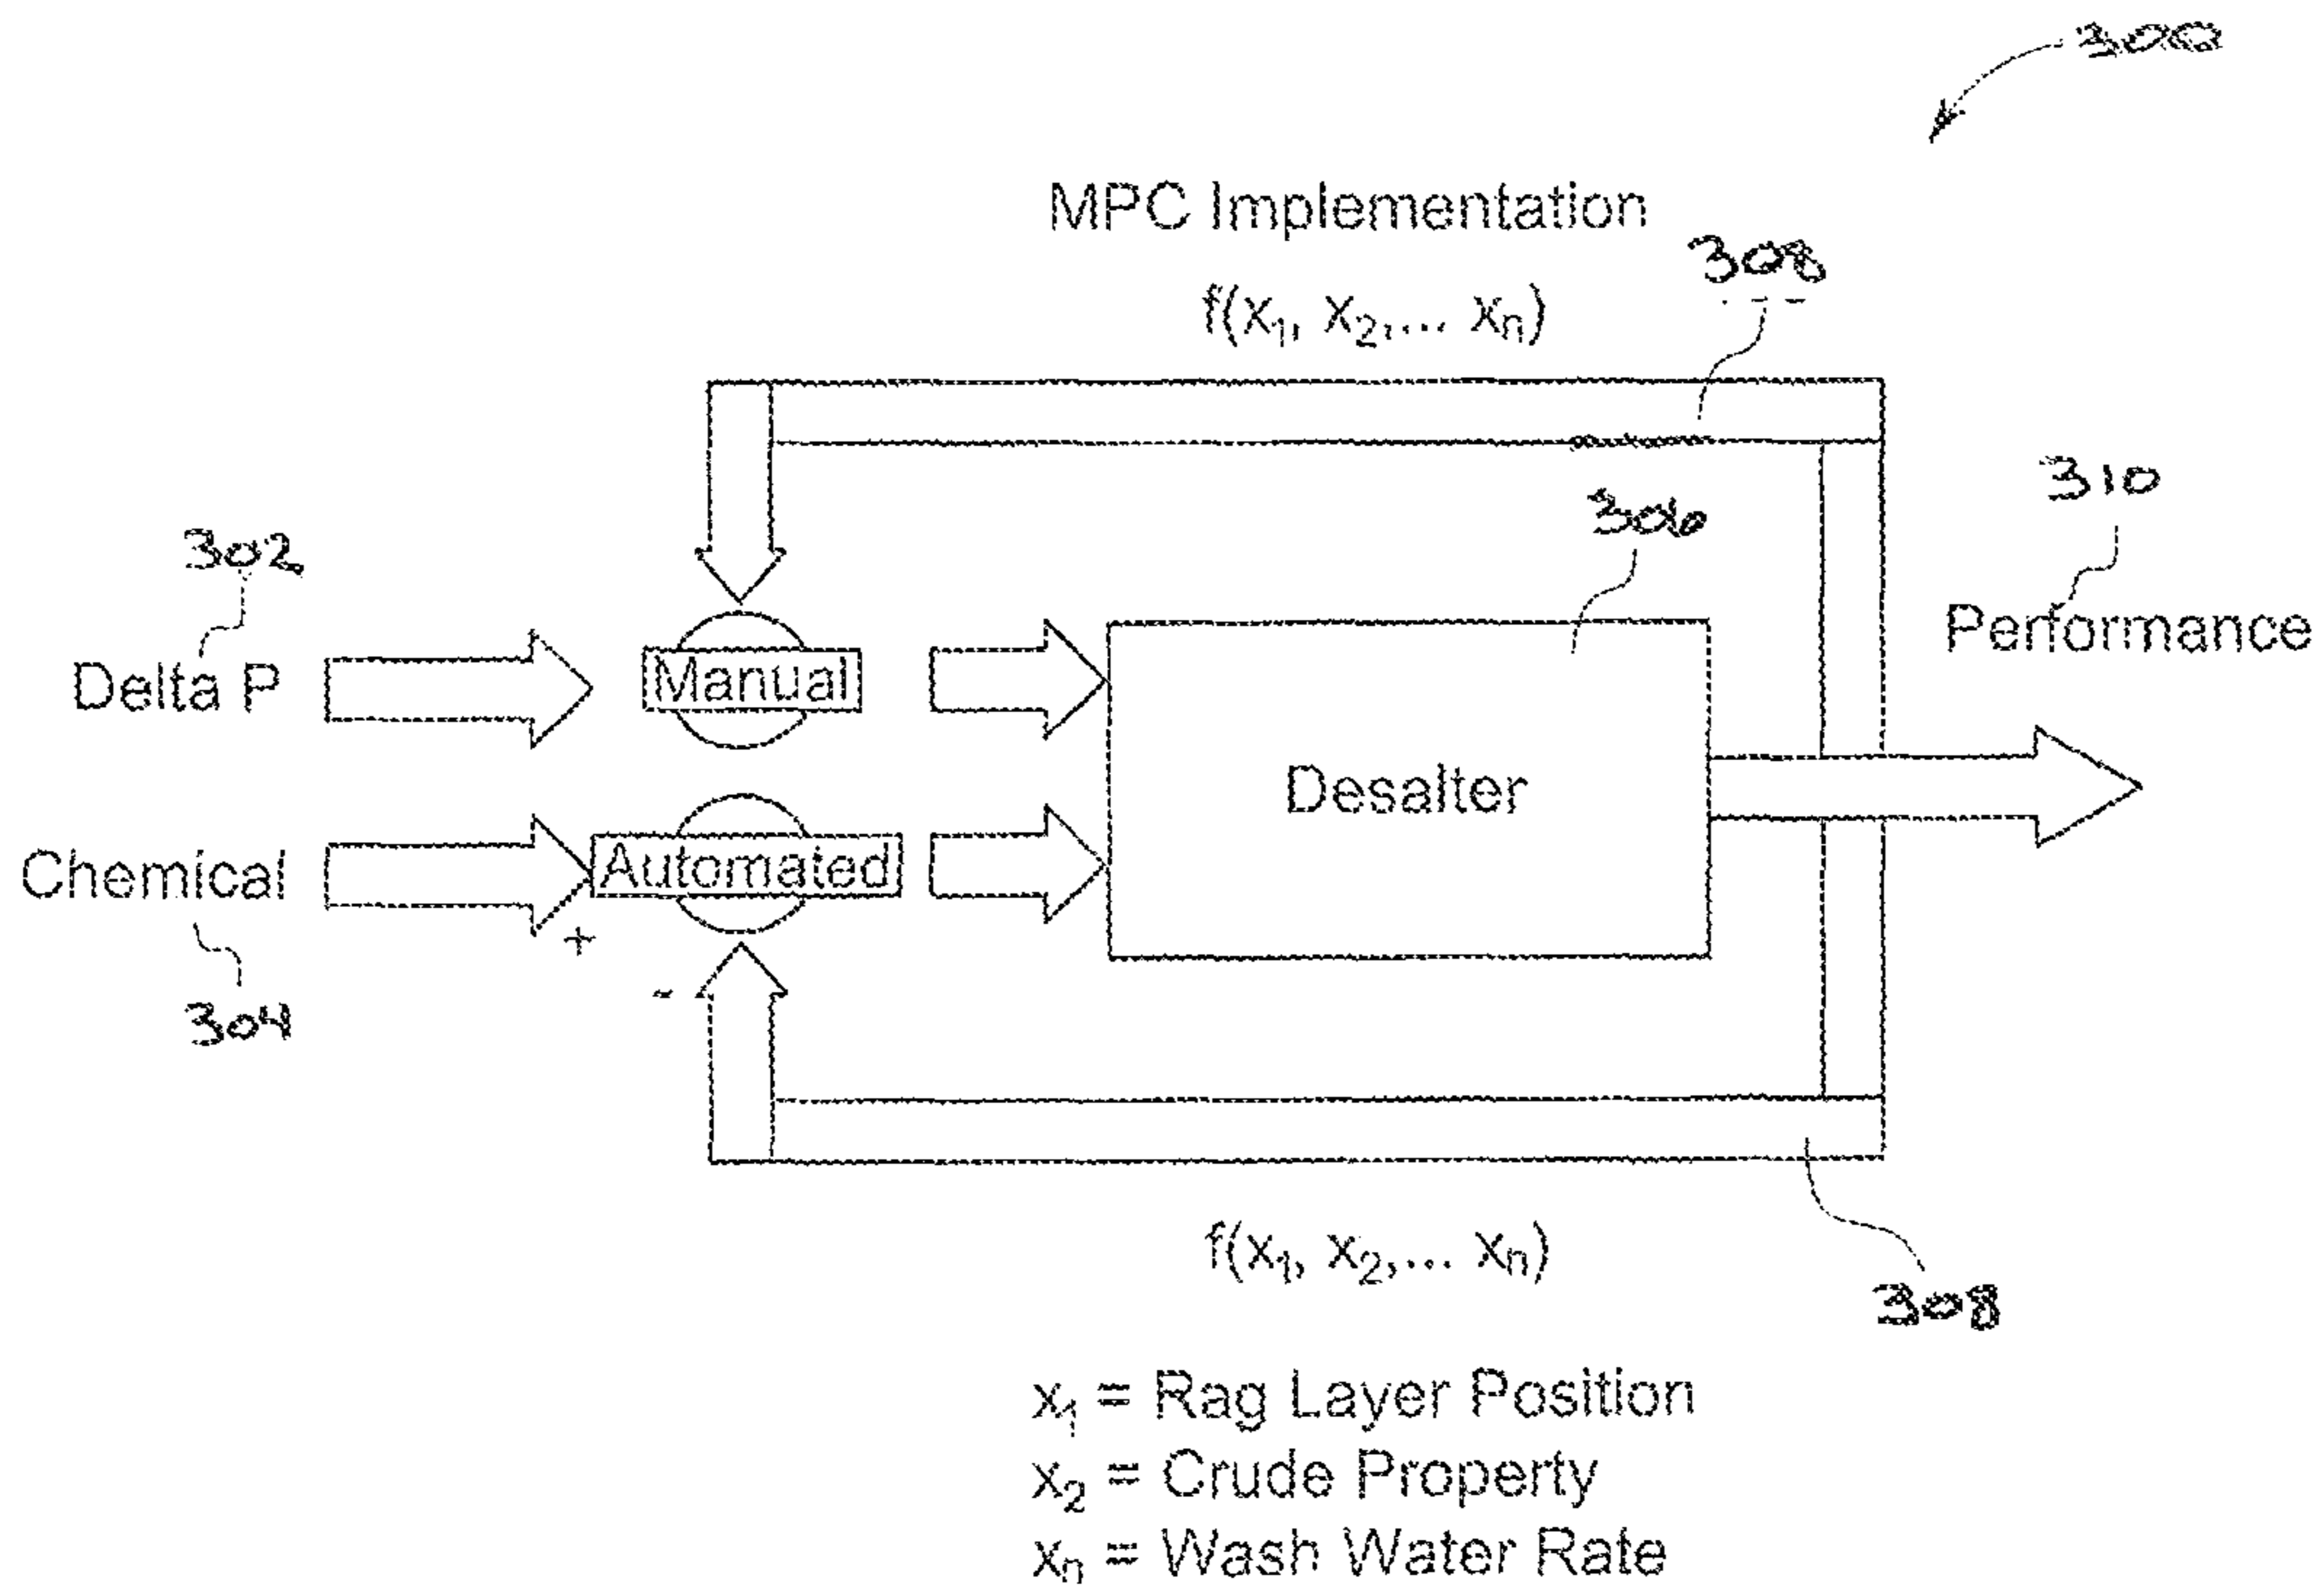 300
MPC Implementation
308
f(x₁, x₂,... xₙ)
310
306
302
Performance
Delta P
Manual
Desalter
Chemical
Automated
+
-
304
f(x₁, x₂,... xₙ)
308
x₁ = Rag Layer Position
x₂ = Crude Property
xₙ = Wash Water Rate